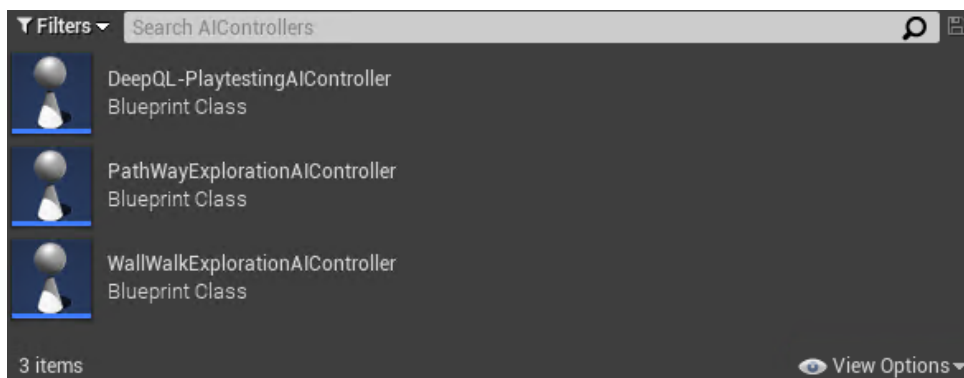 Filters
Search AIControllers
DeepQL-PlaytestingAIController
Blueprint Class
PathWayExplorationAIController
Blueprint Class
WallWalkExplorationAIController
Blueprint Class
3 items
View Options